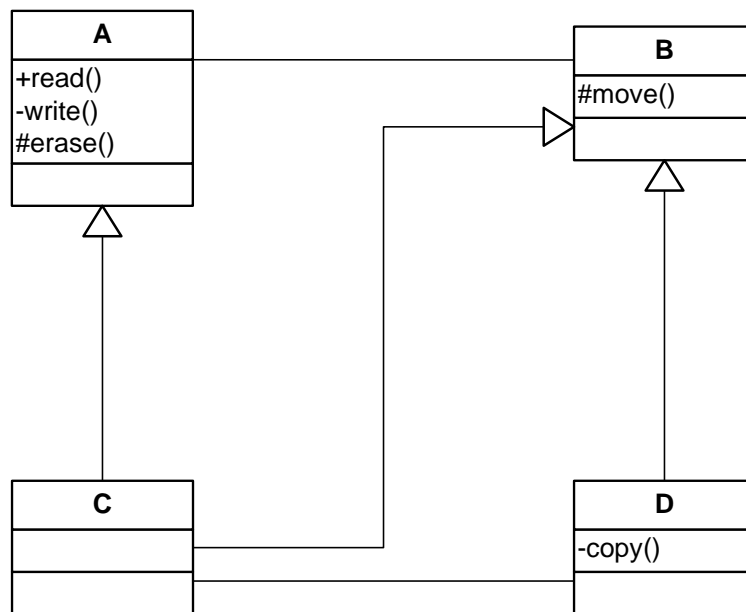 A
+read()
-write()
#erase()
B
#move()
C
D
-copy()